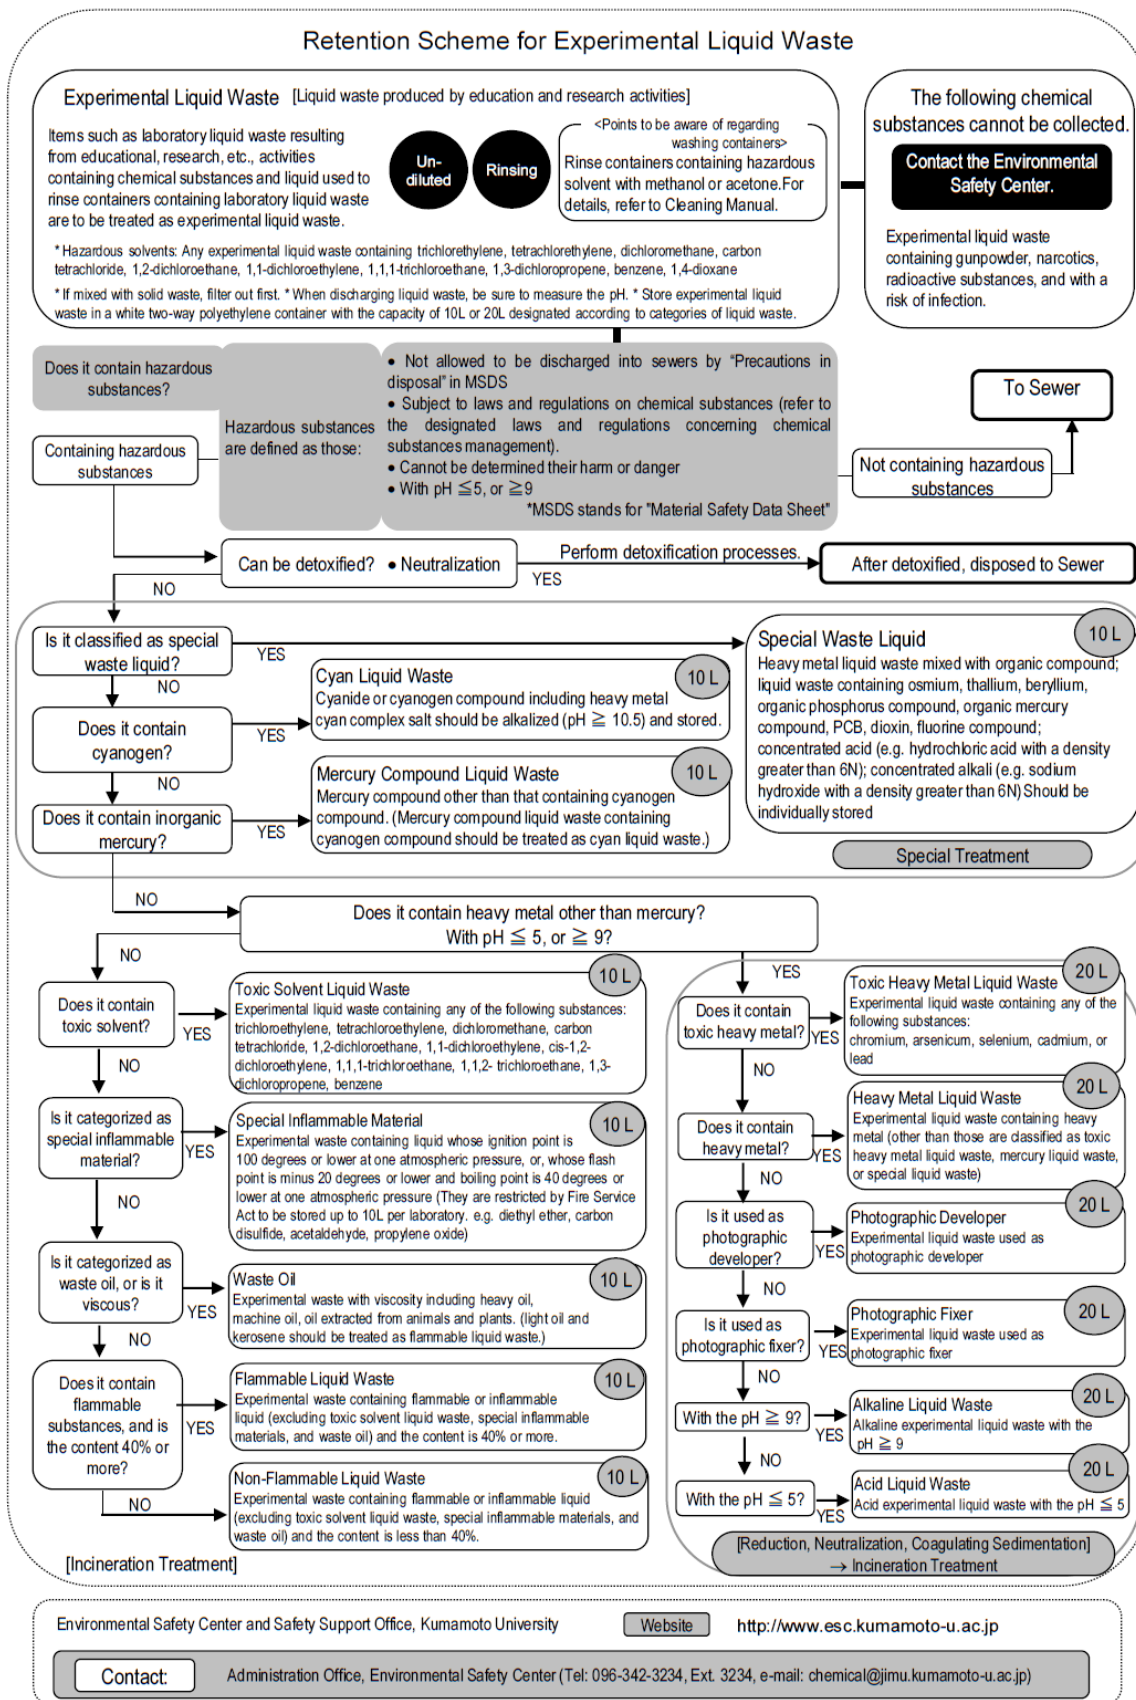 Retention Scheme for Experimental Liquid Waste
Experimental Liquid Waste [Liquid waste produced by education and research activities]
Items such as laboratory liquid waste resulting
from educational, research, etc., activities
containing chemical substances and liquid used to
rinse containers containing laboratory liquid waste
are to be treated as experimental liquid waste.
Un-
diluted
Rinsing
<Points to be aware of regarding
washing containers>
Rinse containers containing hazardous
solvent with methanol or acetone.For
details, refer to Cleaning Manual.
* Hazardous solvents: Any experimental liquid waste containing trichlorethylene, tetrachlorethylene, dichloromethane, carbon
tetrachloride, 1,2-dichloroethane, 1,1-dichloroethylene, 1,1,1-trichloroethane, 1,3-dichloropropene, benzene, 1,4-dioxane
* If mixed with solid waste, filter out first. * When discharging liquid waste, be sure to measure the pH. * Store experimental liquid
waste in a white two-way polyethylene container with the capacity of 10L or 20L designated according to categories of liquid waste.
The following chemical
substances cannot be collected.
Contact the Environmental
Safety Center.
Experimental liquid waste
containing gunpowder, narcotics,
radioactive substances, and with a
risk of infection.
Does it contain hazardous
substances?
Containing hazardous
substances
Hazardous substances
are defined as those:
• Not allowed to be discharged into sewers by “Precautions in
disposal” in MSDS
• Subject to laws and regulations on chemical substances (refer to
the designated laws and regulations concerning chemical
substances management).
• Cannot be determined their harm or danger
• With pH ≦5, or ≧9
*MSDS stands for "Material Safety Data Sheet"
To Sewer
Not containing hazardous
substances
Can be detoxified? • Neutralization
Perform detoxification processes.
YES
After detoxified, disposed to Sewer
NO
Is it classified as special
waste liquid?
YES
Special Waste Liquid
10 L
Heavy metal liquid waste mixed with organic compound;
liquid waste containing osmium, thallium, beryllium,
organic phosphorus compound, organic mercury
compound, PCB, dioxin, fluorine compound;
concentrated acid (e.g. hydrochloric acid with a density
greater than 6N); concentrated alkali (e.g. sodium
hydroxide with a density greater than 6N) Should be
individually stored
NO
Does it contain
cyanogen?
YES
Cyan Liquid Waste
10 L
Cyanide or cyanogen compound including heavy metal
cyan complex salt should be alkalized (pH ≧ 10.5) and stored.
NO
Does it contain inorganic
mercury?
YES
Mercury Compound Liquid Waste
10 L
Mercury compound other than that containing cyanogen
compound. (Mercury compound liquid waste containing
cyanogen compound should be treated as cyan liquid waste.)
Special Treatment
NO
Does it contain heavy metal other than mercury?
With pH ≦ 5, or ≧ 9?
NO
Does it contain
toxic solvent?
YES
Toxic Solvent Liquid Waste
10 L
Experimental liquid waste containing any of the following substances:
trichloroethylene, tetrachloroethylene, dichloromethane, carbon
tetrachloride, 1,2-dichloroethane, 1,1-dichloroethylene, cis-1,2-
dichloroethylene, 1,1,1-trichloroethane, 1,1,2- trichloroethane, 1,3-
dichloropropene, benzene
NO
Is it categorized as
special inflammable
material?
YES
Special Inflammable Material
10 L
Experimental waste containing liquid whose ignition point is
100 degrees or lower at one atmospheric pressure, or, whose flash
point is minus 20 degrees or lower and boiling point is 40 degrees or
lower at one atmospheric pressure (They are restricted by Fire Service
Act to be stored up to 10L per laboratory. e.g. diethyl ether, carbon
disulfide, acetaldehyde, propylene oxide)
NO
Is it categorized as
waste oil, or is it
viscous?
YES
Waste Oil
10 L
Experimental waste with viscosity including heavy oil,
machine oil, oil extracted from animals and plants. (light oil and
kerosene should be treated as flammable liquid waste.)
NO
Does it contain
flammable
substances, and is
the content 40% or
more?
YES
Flammable Liquid Waste
10 L
Experimental waste containing flammable or inflammable
liquid (excluding toxic solvent liquid waste, special inflammable
materials, and waste oil) and the content is 40% or more.
NO
Non-Flammable Liquid Waste
10 L
Experimental waste containing flammable or inflammable liquid
(excluding toxic solvent liquid waste, special inflammable materials, and
waste oil) and the content is less than 40%.
[Incineration Treatment]
YES
Does it contain
toxic heavy metal?
YES
Toxic Heavy Metal Liquid Waste
20 L
Experimental liquid waste containing any of the
following substances:
chromium, arsenicum, selenium, cadmium, or
lead
NO
Does it contain
heavy metal?
YES
Heavy Metal Liquid Waste
20 L
Experimental liquid waste containing heavy
metal (other than those are classified as toxic
heavy metal liquid waste, mercury liquid waste,
or special liquid waste)
NO
Is it used as
photographic
developer?
YES
Photographic Developer
20 L
Experimental liquid waste used as
photographic developer
NO
Is it used as
photographic fixer?
YES
Photographic Fixer
20 L
Experimental liquid waste used as
photographic fixer
NO
With the pH ≧ 9?
YES
Alkaline Liquid Waste
20 L
Alkaline experimental liquid waste with the
pH ≧ 9
NO
With the pH ≦ 5?
YES
Acid Liquid Waste
20 L
Acid experimental liquid waste with the pH ≦ 5
[Reduction, Neutralization, Coagulating Sedimentation]
→ Incineration Treatment
Environmental Safety Center and Safety Support Office, Kumamoto University
Website
http://www.esc.kumamoto-u.ac.jp
Contact:
Administration Office, Environmental Safety Center (Tel: 096-342-3234, Ext. 3234, e-mail: chemical@jimu.kumamoto-u.ac.jp)